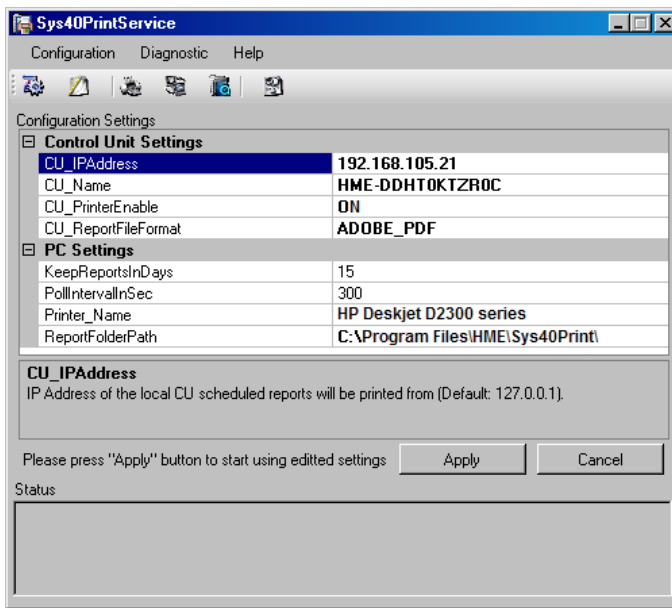 Sys40PrintService
Configuration Diagnostic Help
Configuration Settings
Control Unit Settings
CU_IPAddress 192.168.105.21
CU_Name HME-DDHT0KTZR0C
CU_PrinterEnable ON
CU_ReportFileFormat ADOBE_PDF
PC Settings
KeepReportsInDays 15
PollIntervalInSec 300
Printer_Name HP Deskjet D2300 series
ReportFolderPath C:\Program Files\HME\Sys40Print\
CU_IPAddress
IP Address of the local CU scheduled reports will be printed from (Default: 127.0.0.1).
Please press "Apply" button to start using editted settings Apply Cancel
Status